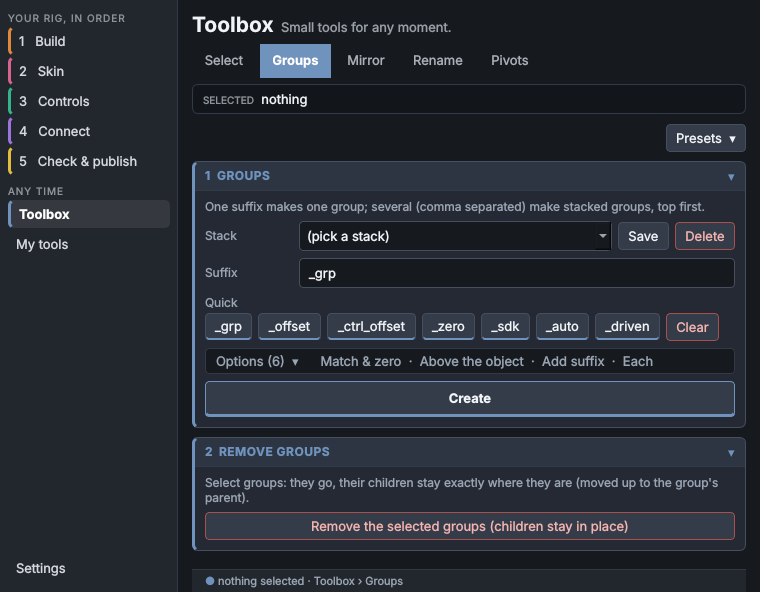 YOUR RIG, IN ORDER
1 Build
2 Skin
3 Controls
4 Connect
5 Check & publish
ANY TIME
Toolbox
My tools
Settings
Toolbox Small tools for any moment.
Select Groups Mirror Rename Pivots
SELECTED nothing
Presets ▾
1 GROUPS ▾
One suffix makes one group; several (comma separated) make stacked groups, top first.
Stack (pick a stack) Save Delete
Suffix _grp
Quick
_grp _offset _ctrl_offset _zero _sdk _auto _driven Clear
Options (6) ▾ Match & zero · Above the object · Add suffix · Each
Create
2 REMOVE GROUPS ▾
Select groups: they go, their children stay exactly where they are (moved up to the group's
parent).
Remove the selected groups (children stay in place)
nothing selected · Toolbox › Groups